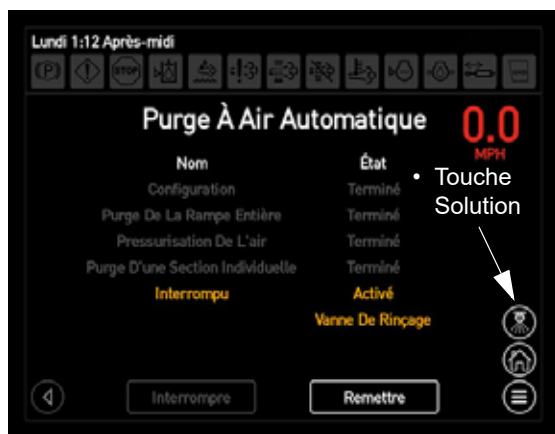 Lundi 1:12 Après-midi
(P) STOP
Purge À Air Automatique
0.0
MPH
Nom État
Configuration Terminé
Purge De La Rampe Entière Terminé
Pressurisation De L'air Terminé
Purge D'une Section Individuelle Terminé
Interrompu Activé
Vanne De Rinçage
• Touche
Solution
Interrompre Remettre